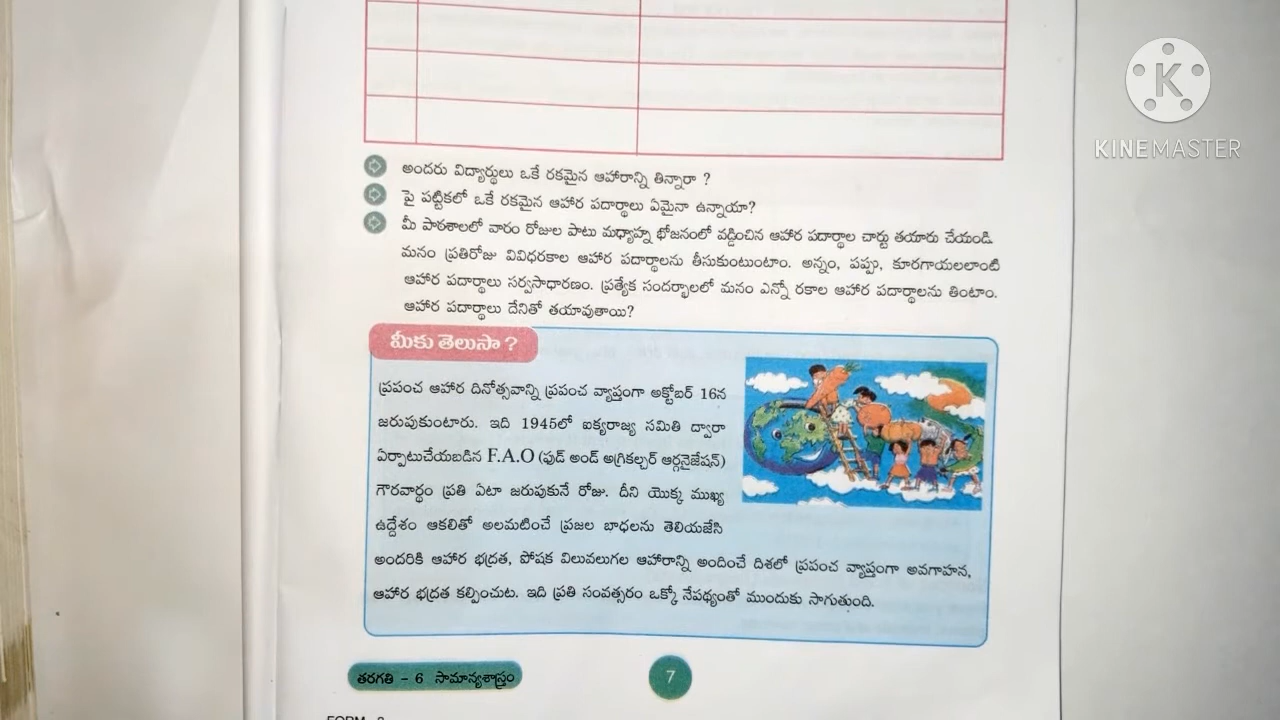 అందరు విద్యార్థులు ఒకే రకమైన ఆహారాన్ని తిన్నారా ?
పై పట్టికలో ఒకే రకమైన ఆహార పదార్థాలు ఏమైనా ఉన్నాయా?
మీ పాఠశాలలో వారం రోజుల పాటు మధ్యాహ్న భోజనంలో వడ్డించిన ఆహార పదార్థాల చార్టు తయారు చేయండి
మనం ప్రతిరోజు వివిధరకాల ఆహార పదార్థాలను తీసుకుంటుంటాం. అన్నం, పప్పు, కూరగాయలలాంటి
ఆహార పదార్థాలు సర్వసాధారణం. ప్రత్యేక సందర్భాలలో మనం ఎన్నో రకాల ఆహార పదార్థాలను తింటాం.
ఆహార పదార్థాలు దేనితో తయావుతాయి?
మీకు తెలుసా ?
ప్రపంచ ఆహార దినోత్సవాన్ని ప్రపంచ వ్యాప్తంగా అక్టోబర్ 16న
జరుపుకుంటారు. ఇది 1945లో ఐక్యరాజ్య సమితి ద్వారా
ఏర్పాటుచేయబడిన F.A.O (ఫుడ్ అండ్ అగ్రికల్చర్ ఆర్గనైజేషన్)
గౌరవార్థం ప్రతి ఏటా జరుపుకునే రోజు. దీని యొక్క ముఖ్య
ఉద్దేశం ఆకలితో అలమటించే ప్రజల బాధలను తెలియజేసి
అందరికి ఆహార భద్రత, పోషక విలువలుగల ఆహారాన్ని అందించే దిశలో ప్రపంచ వ్యాప్తంగా అవగాహన,
ఆహార భద్రత కల్పించుట. ఇది ప్రతి సంవత్సరం ఒక్కో నేపథ్యంతో ముందుకు సాగుతుంది.
తరగతి - 6 సామాన్యశాస్త్రం
7
K
KINEMASTER